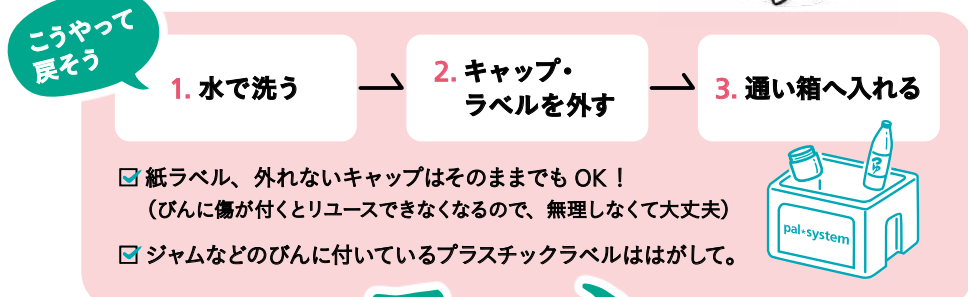 こうやって
戻そう
1. 水で洗う
2. キャップ・
ラベルを外す
3. 通い箱へ入れる
紙ラベル、外れないキャップはそのままでも OK！
（びんに傷が付くとリユースできなくなるので、無理しなくて大丈夫）
ジャムなどのびんに付いているプラスチックラベルははがして。
つゆ
pal*system